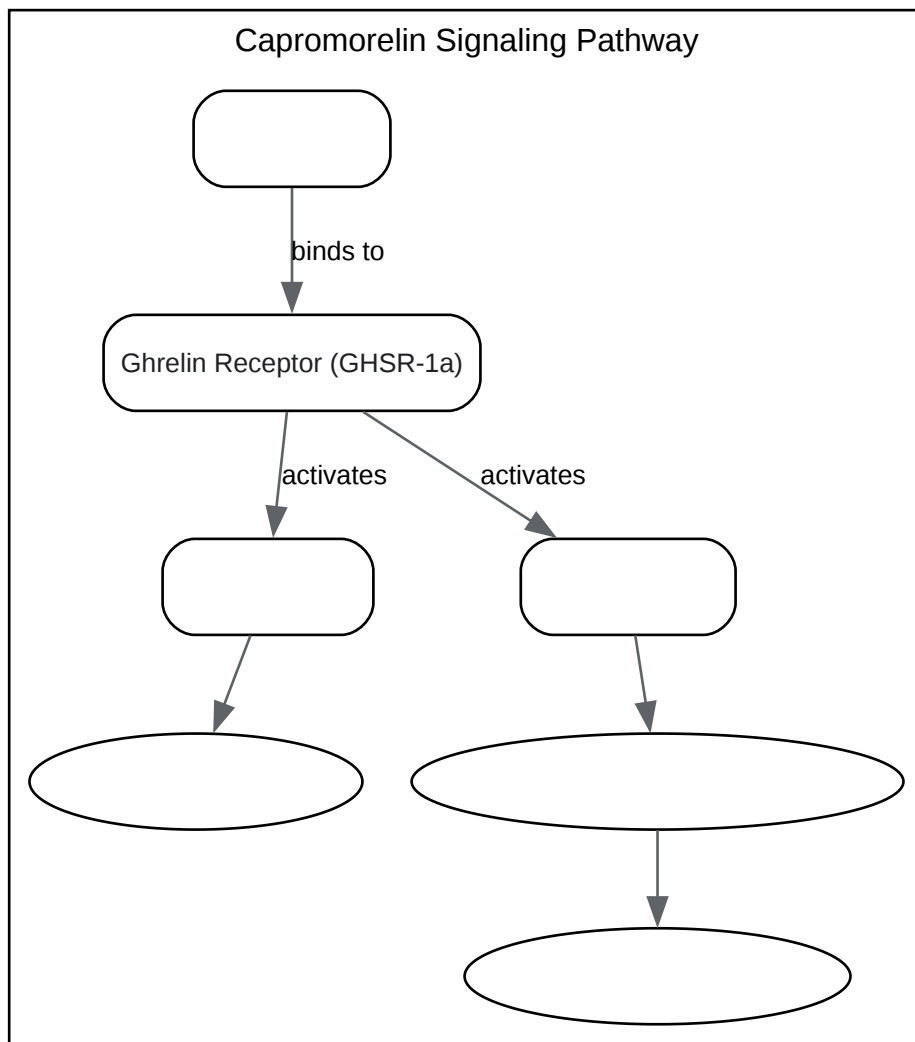 Capromorelin Signaling Pathway
binds to
Ghrelin Receptor (GHSR-1a)
activates
activates